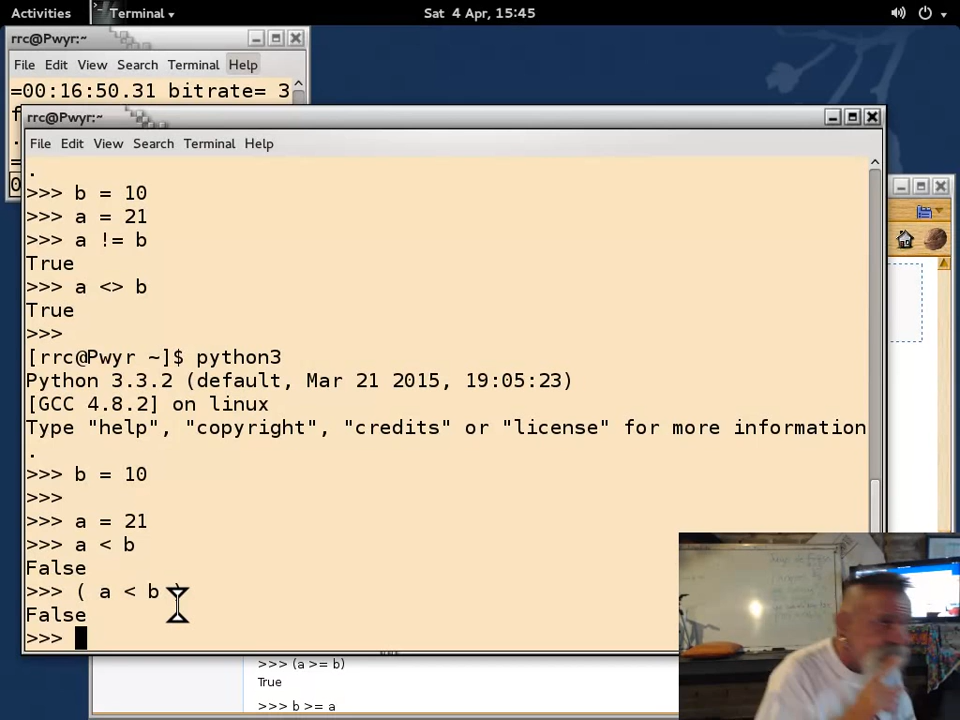 Activities
Terminal
Sat 4 Apr, 15:45
rrc@Pwyr:~
File Edit View Search Terminal Help
=00:16:50.31 bitrate= 3
f
.
=
0
rrc@Pwyr:~
File Edit View Search Terminal Help
.
>>> b = 10
>>> a = 21
>>> a != b
True
>>> a <> b
True
>>>
[rrc@Pwyr ~]$ python3
Python 3.3.2 (default, Mar 21 2015, 19:05:23)
[GCC 4.8.2] on linux
Type "help", "copyright", "credits" or "license" for more information
.
>>> b = 10
>>>
>>> a = 21
>>> a < b
False
>>> ( a < b )
False
>>>
>>> (a >= b)
True
>>> b >= a